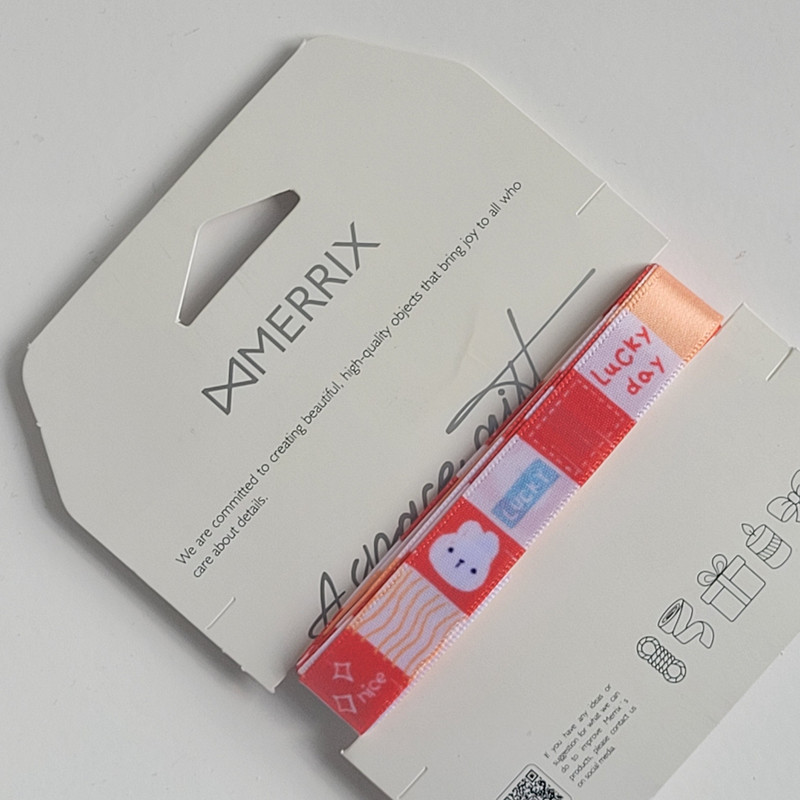 MERRIX
We are committed to creating beautiful, high-quality objects that bring joy to all who
care about details.
LuCKy
day
LUCKY
nice
If you have any ideas or
suggestion for what we can
do to improve Merrix's
products, please contact us
on social media.